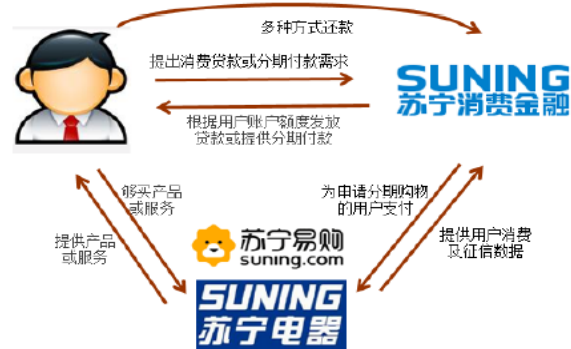 多种方式还款
提出消费贷款或分期付款需求
SUNING
苏宁消费金融
根据用户账户额度发放
贷款或提供分期付款
够买产品
或服务
为申请分期购物
的用户支付
提供产品
或服务
苏宁易购
suning.com
提供用户消费
及征信数据
SUNING
苏宁电器